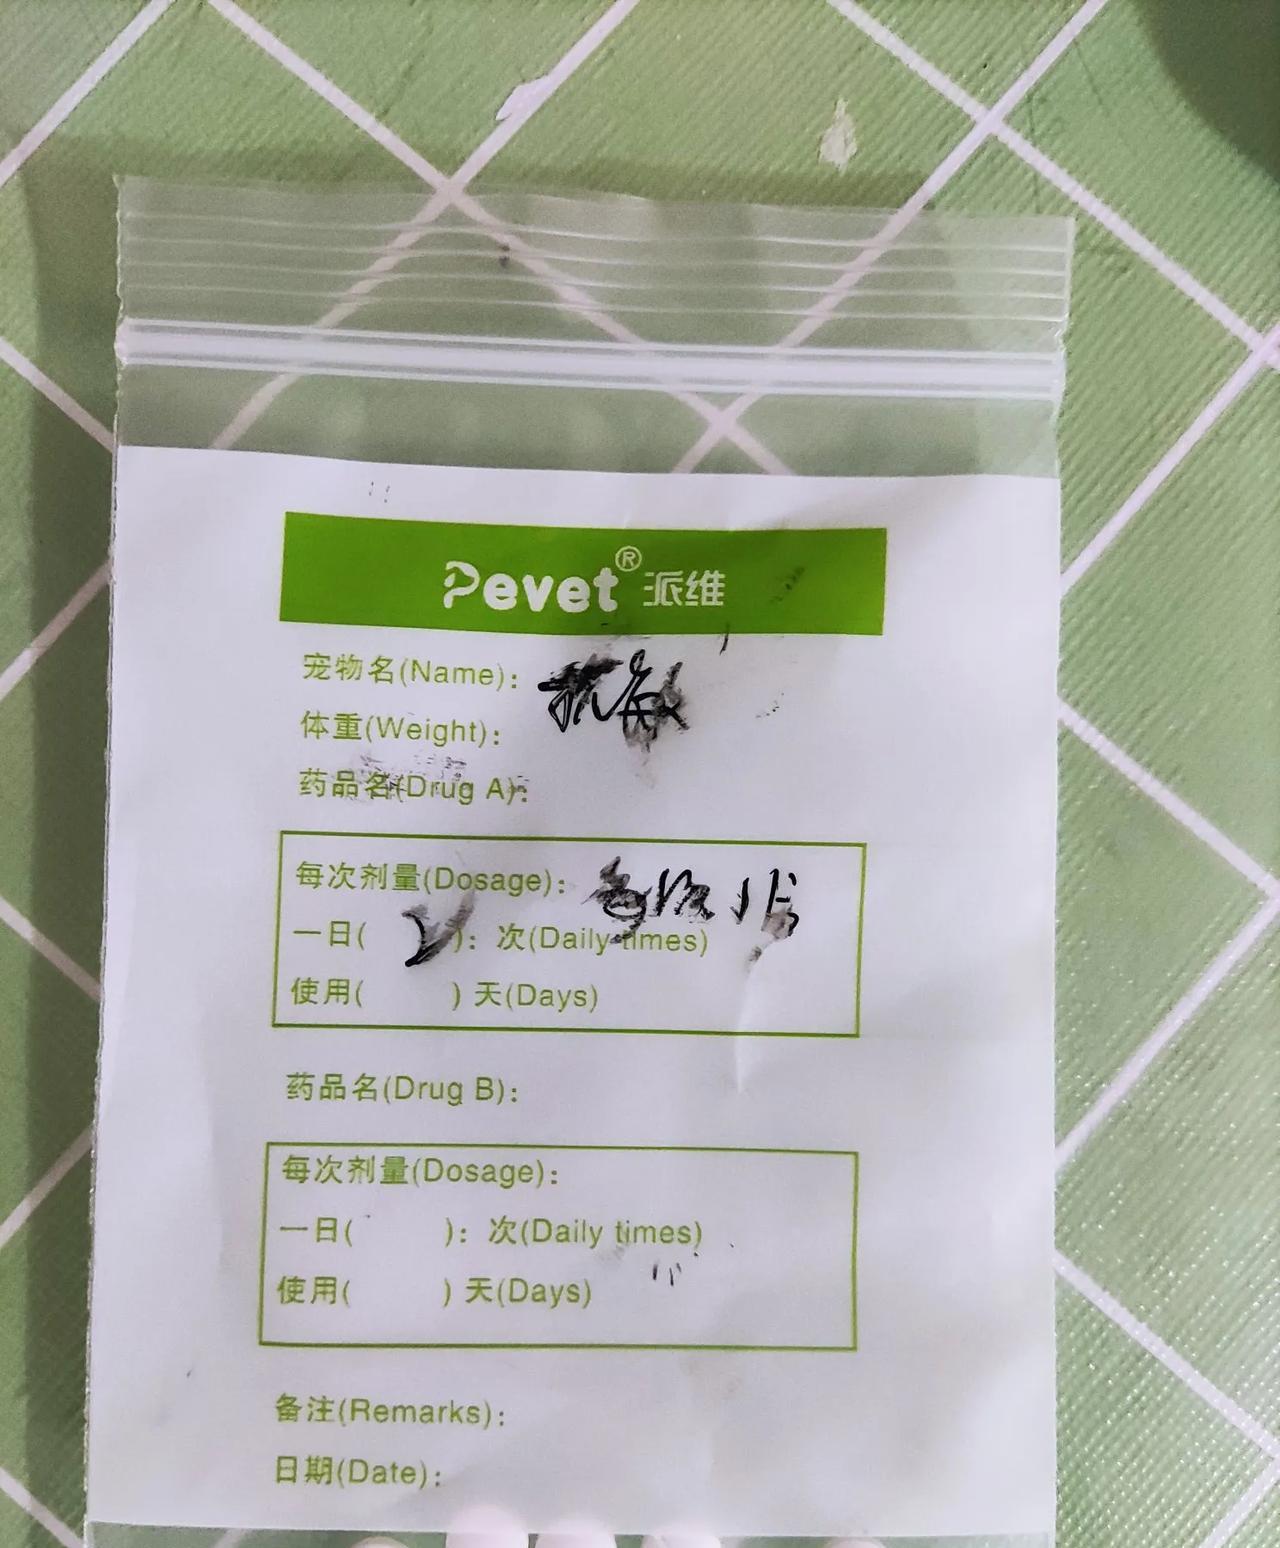 Pevet® 派维
宠物名(Name): 抗敏
体重(Weight):
药品名(Drug A):
每次剂量(Dosage): 每次1片
一日( 2 ): 次(Daily times)
使用( ) 天(Days)
药品名(Drug B):
每次剂量(Dosage):
一日( ): 次(Daily times)
使用( ) 天(Days)
备注(Remarks):
日期(Date):